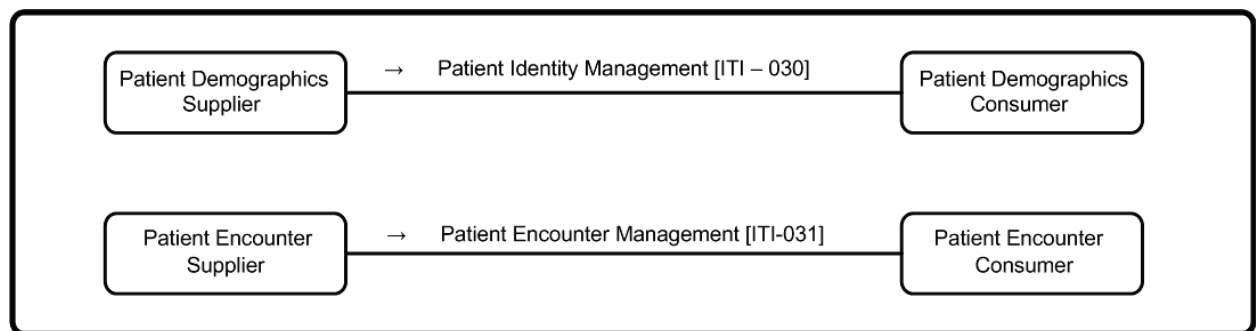 Patient Demographics
Supplier
→ Patient Identity Management [ITI – 030]
Patient Demographics
Consumer
Patient Encounter
Supplier
→ Patient Encounter Management [ITI-031]
Patient Encounter
Consumer